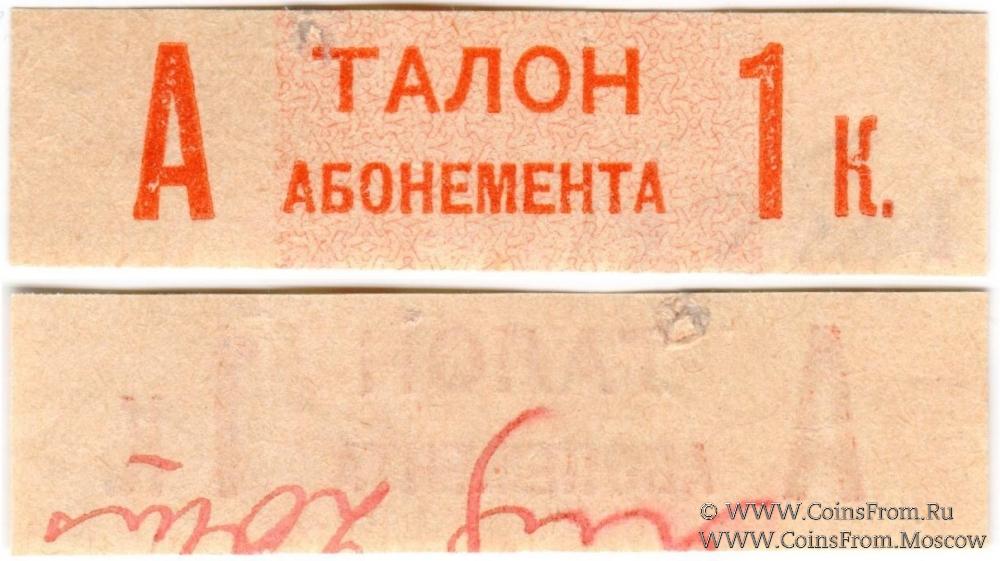 А ТАЛОН 1 К.
АБОНЕМЕНТА
© WWW.CoinsFrom.Ru
WWW.CoinsFrom.Moscow